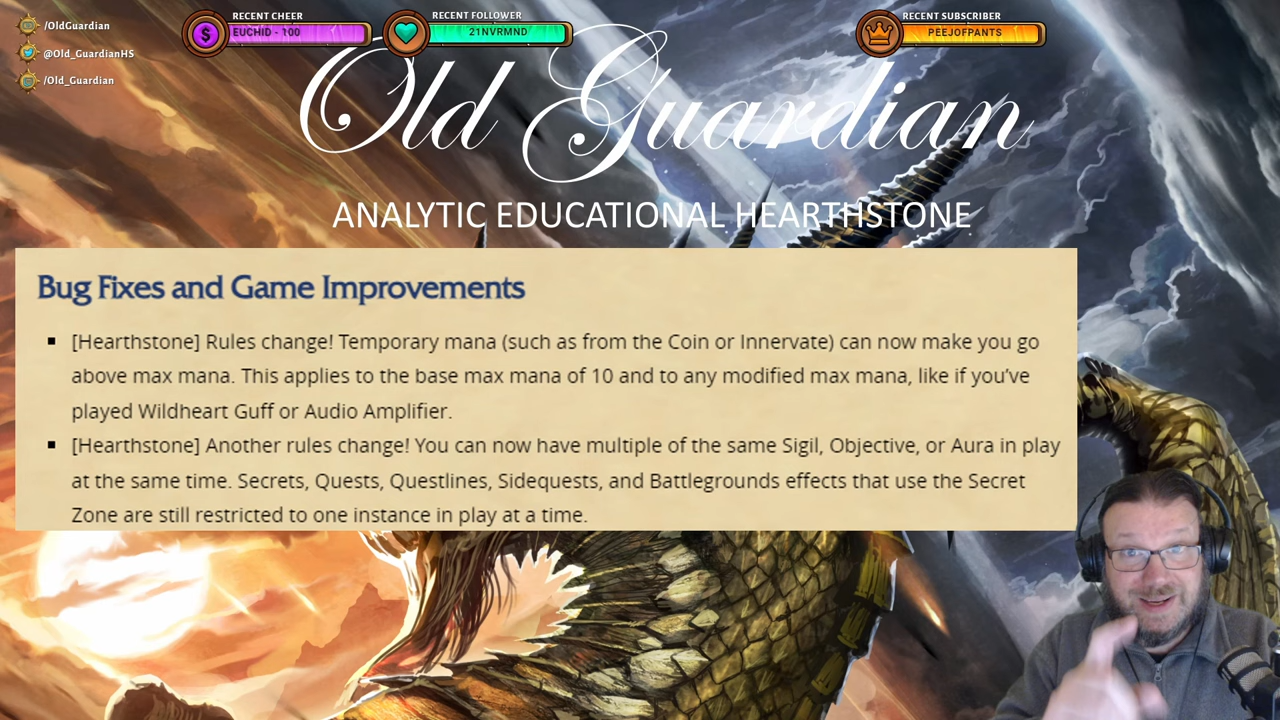 /OldGuardian
@Old_GuardianHS
/Old_Guardian
RECENT CHEER
EUCHID - 100
RECENT FOLLOWER
21NVRMND
RECENT SUBSCRIBER
PEEJOFPANTS
Old Guardian
ANALYTIC EDUCATIONAL HEARTHSTONE
Bug Fixes and Game Improvements
▪ [Hearthstone] Rules change! Temporary mana (such as from the Coin or Innervate) can now make you go
above max mana. This applies to the base max mana of 10 and to any modified max mana, like if you’ve
played Wildheart Guff or Audio Amplifier.
▪ [Hearthstone] Another rules change! You can now have multiple of the same Sigil, Objective, or Aura in play
at the same time. Secrets, Quests, Questlines, Sidequests, and Battlegrounds effects that use the Secret
Zone are still restricted to one instance in play at a time.